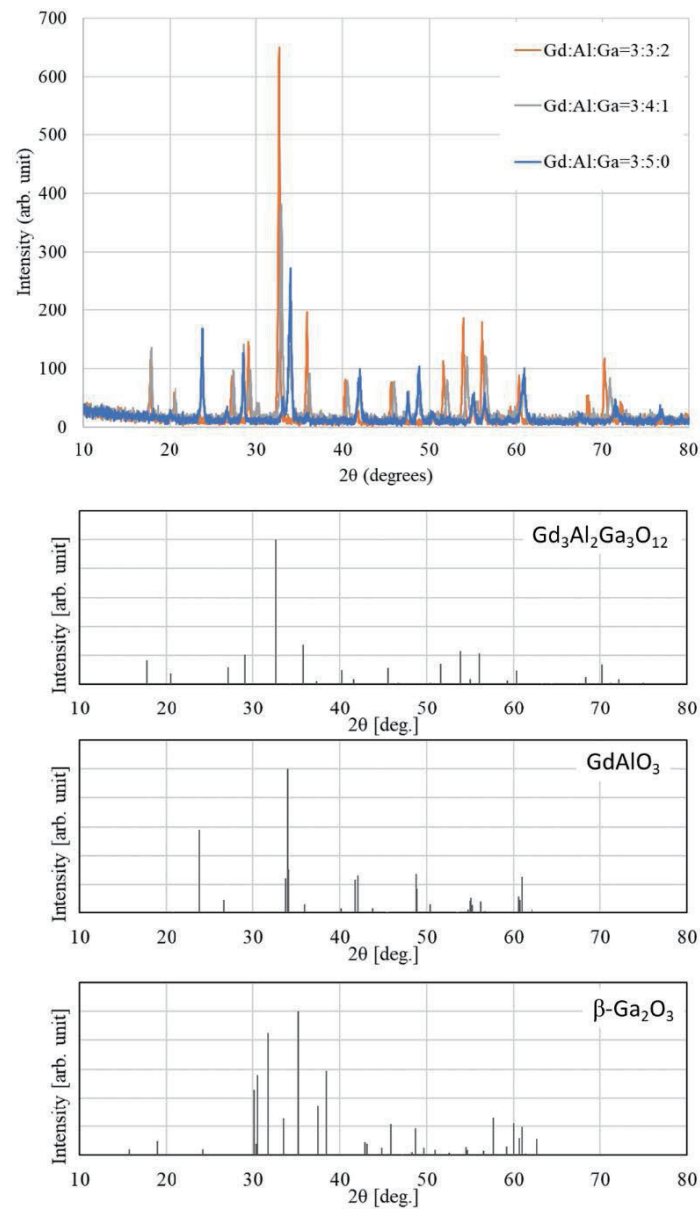 700
600
500
400
300
200
100
0
Intensity (arb. unit)
Gd:Al:Ga=3:3:2
Gd:Al:Ga=3:4:1
Gd:Al:Ga=3:5:0
10 20 30 40 50 60 70 80
2θ (degrees)
Intensity [arb. unit]
Gd₃Al₂Ga₃O₁₂
10 20 30 40 50 60 70 80
2θ [deg.]
Intensity [arb. unit]
GdAlO₃
10 20 30 40 50 60 70 80
2θ [deg.]
Intensity [arb. unit]
β-Ga₂O₃
10 20 30 40 50 60 70 80
2θ [deg.]